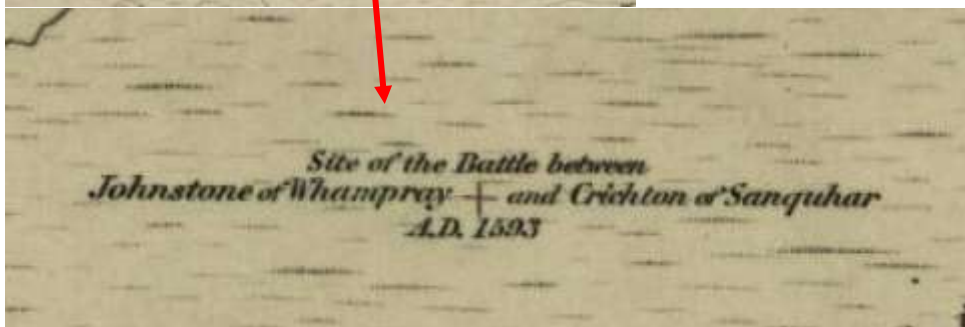 Site of the Battle between
Johnstone of Whampray and Crichton of Sanquhar
A.D. 1593